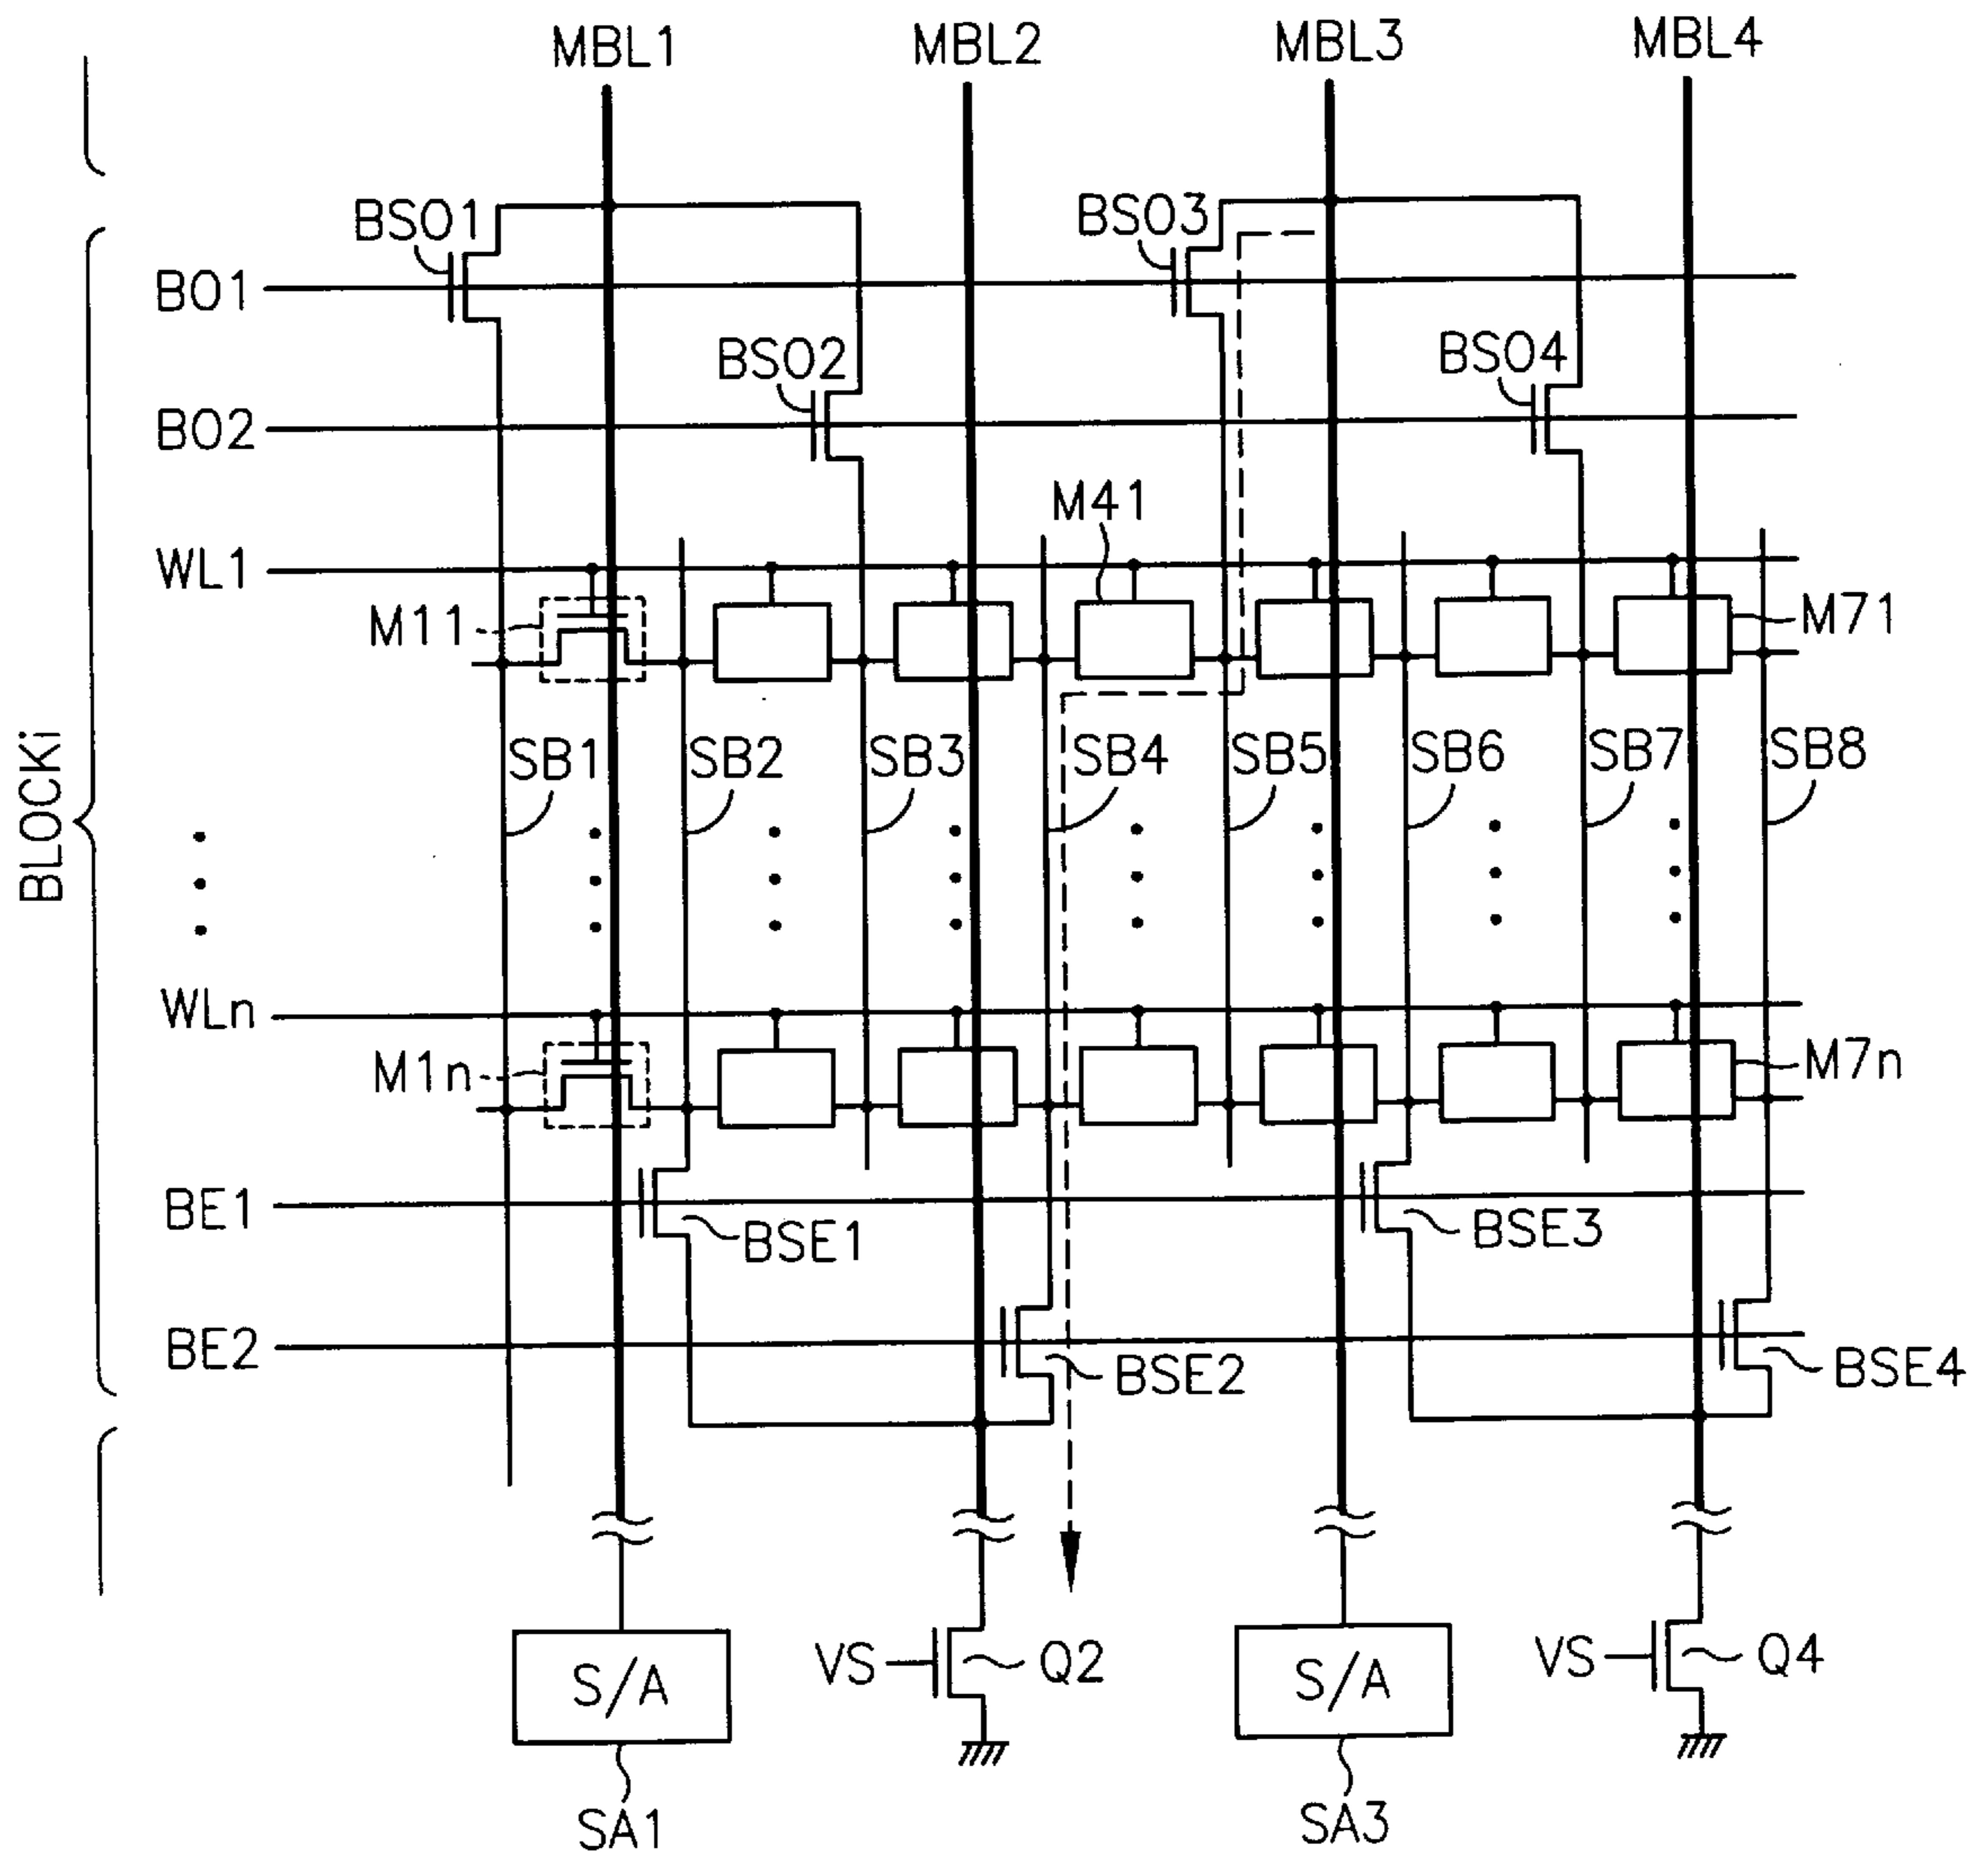 MBL1 MBL2 MBL3 MBL4
BSO1 BSO3
BO1
BSO2 BSO4
BO2
M41
WL1
M11 M71
SB1 SB2 SB3 SB4 SB5 SB6 SB7 SB8
BLOCKi
WLn
M1n M7n
BE1
BSE1 BSE3
BE2
BSE2 BSE4
VS Q2 VS Q4
S/A S/A
SA1 SA3